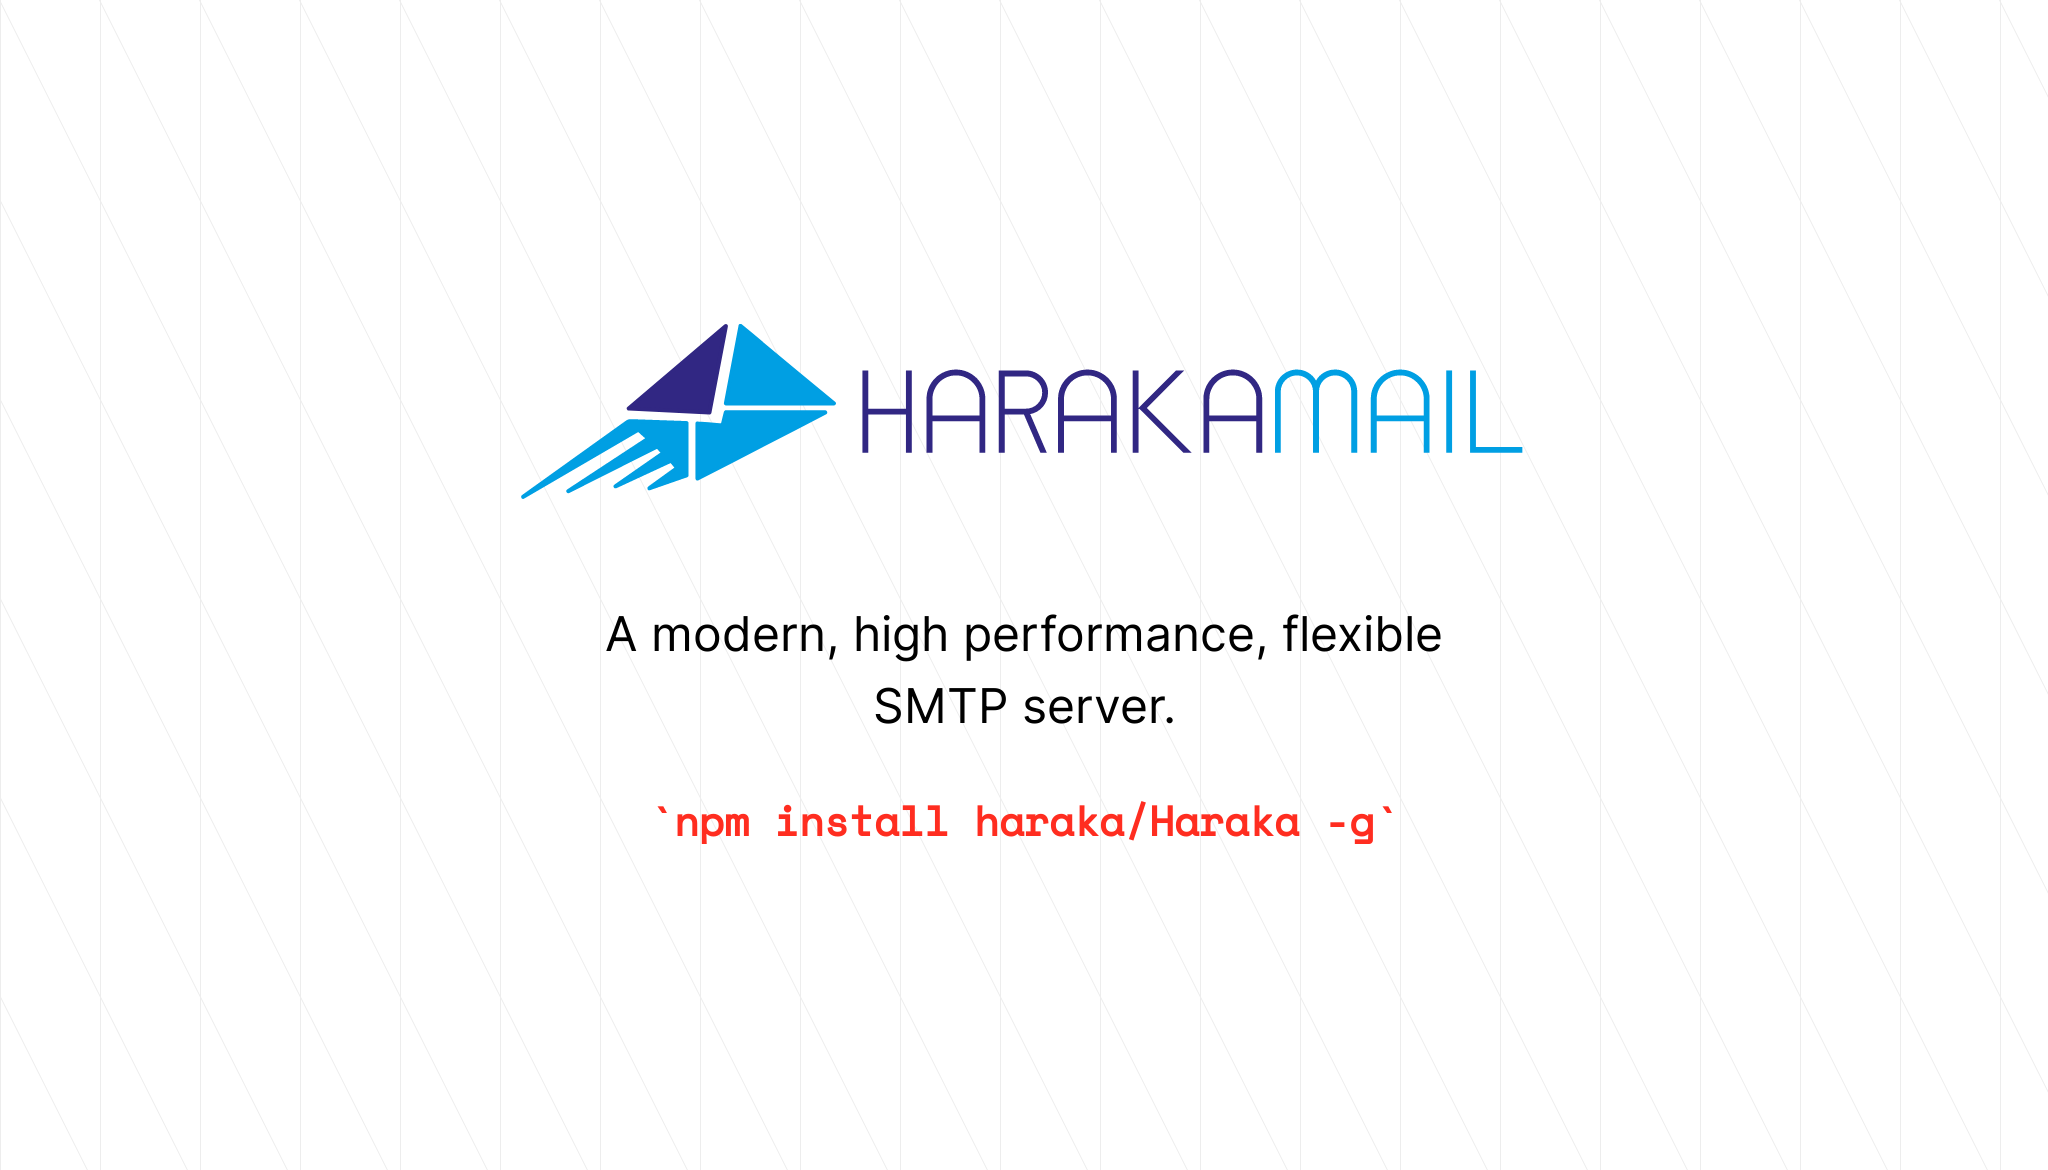 HARAKAMAIL
A modern, high performance, flexible
SMTP server.
`npm install haraka/Haraka -g`